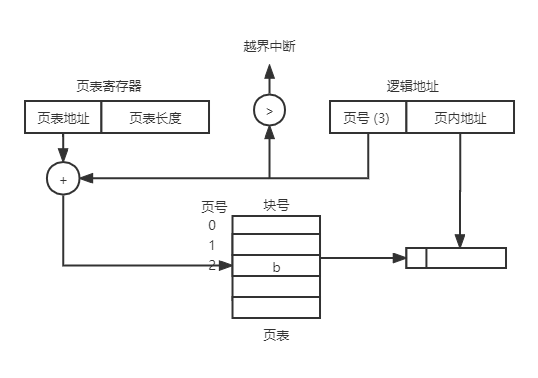 越界中断
页表寄存器
逻辑地址
页表地址 页表长度
>
页号 (3) 页内地址
+
页号 块号
0
1
2 b
页表